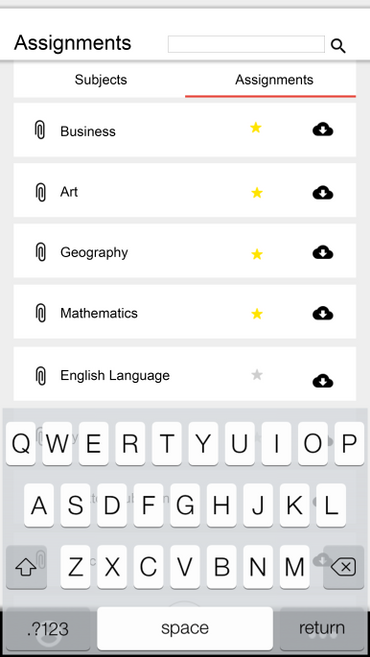 Assignments
Subjects Assignments
Business
Art
Geography
Mathematics
English Language
Q W E R T Y U I O P
A S D F G H J K L
Z X C V B N M
.?123 space return